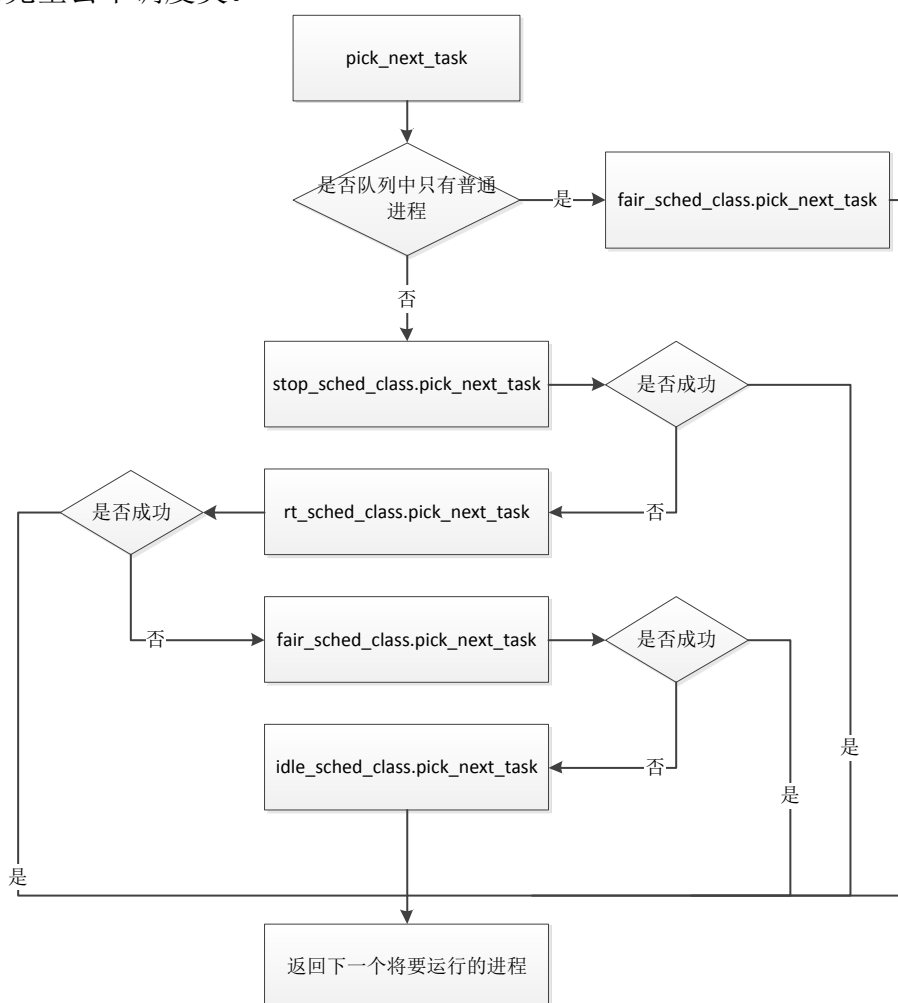 pick_next_task
是否队列中只有普通
进程
是
fair_sched_class.pick_next_task
否
stop_sched_class.pick_next_task
是否成功
是否成功
rt_sched_class.pick_next_task
否
否
fair_sched_class.pick_next_task
是否成功
idle_sched_class.pick_next_task
否
是
是
是
返回下一个将要运行的进程